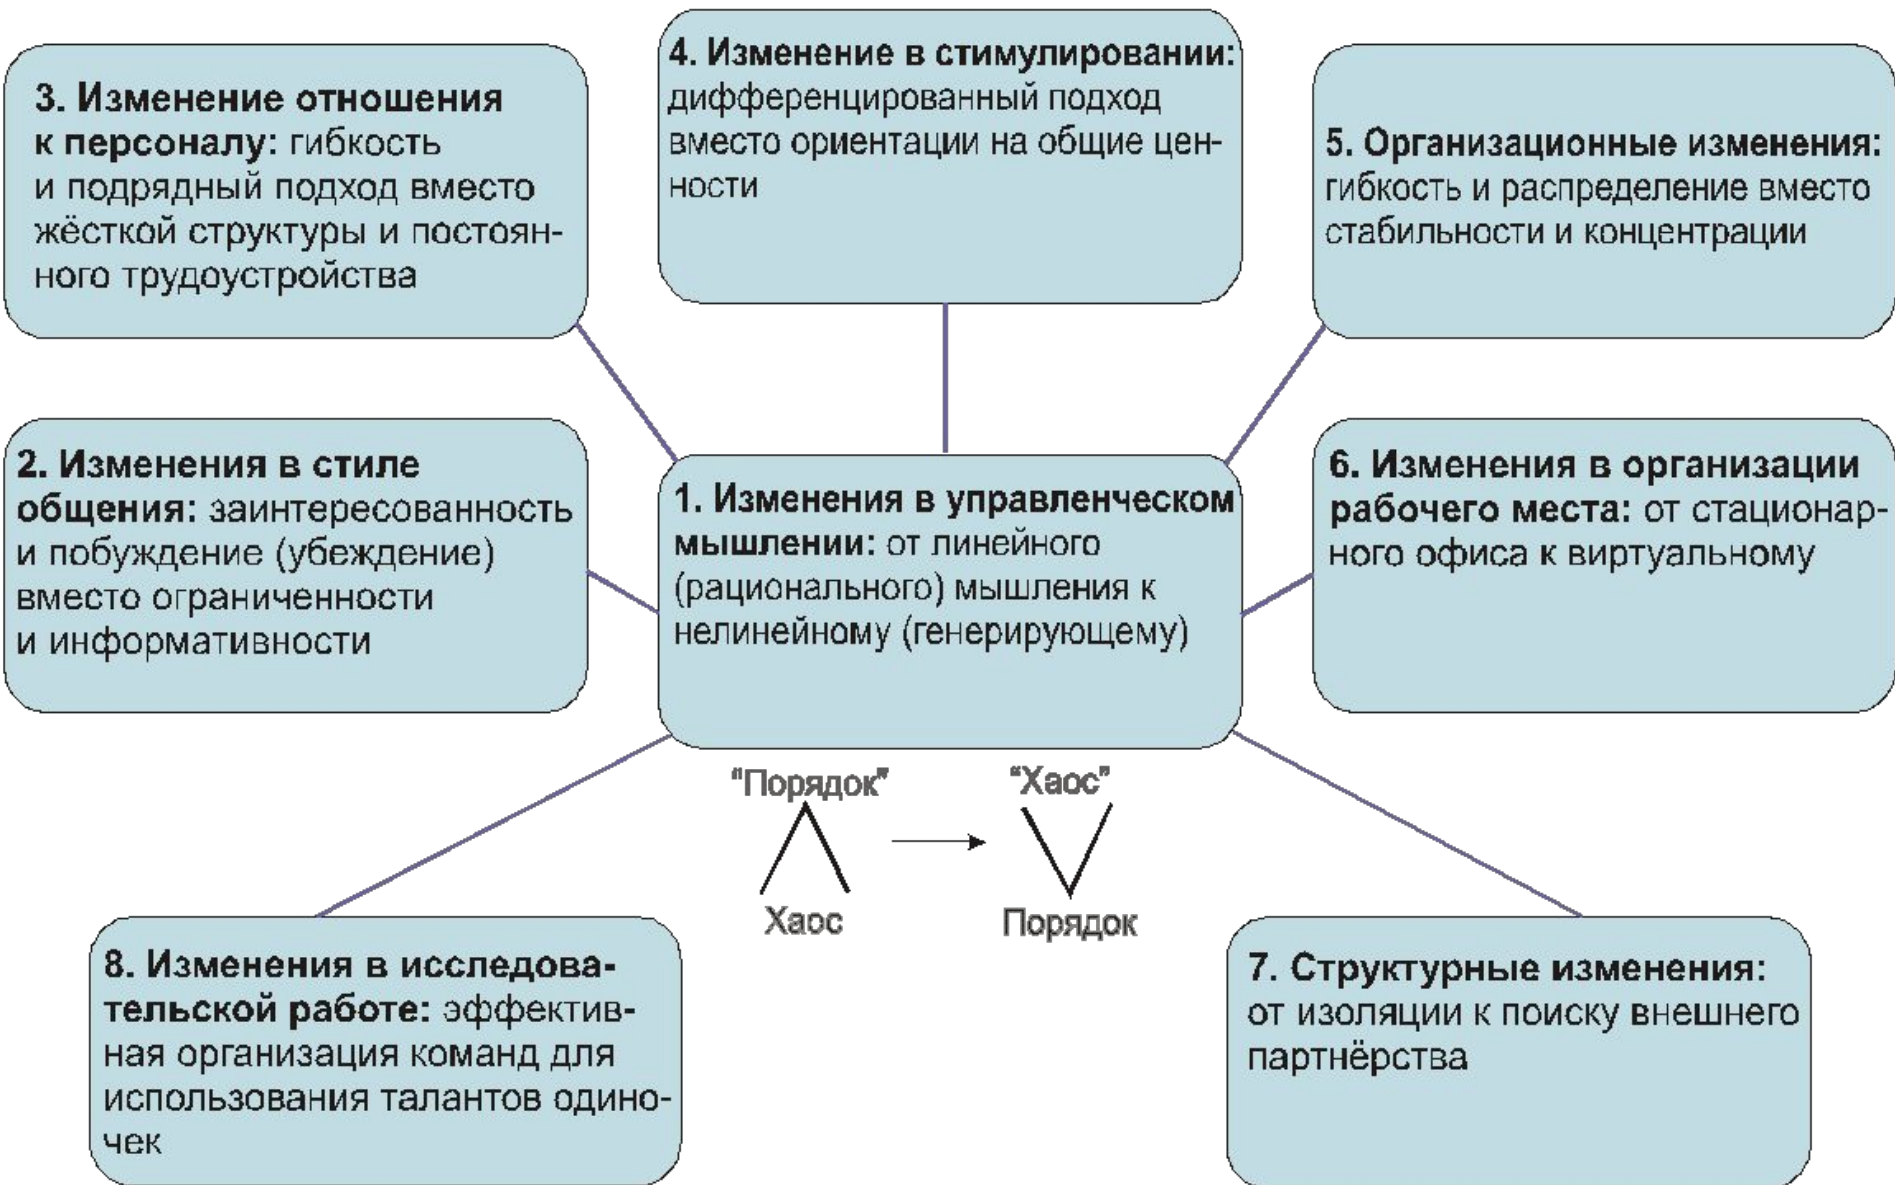 3. Изменение отношения
к персоналу: гибкость
и подрядный подход вместо
жёсткой структуры и постоян-
ного трудоустройства
4. Изменение в стимулировании:
дифференцированный подход
вместо ориентации на общие цен-
ности
5. Организационные изменения:
гибкость и распределение вместо
стабильности и концентрации
2. Изменения в стиле
общения: заинтересованность
и побуждение (убеждение)
вместо ограниченности
и информативности
1. Изменения в управленческом
мышлении: от линейного
(рационального) мышления к
нелинейному (генерирующему)
6. Изменения в организации
рабочего места: от стационар-
ного офиса к виртуальному
"Порядок"
Хаос
"Хаос"
Порядок
8. Изменения в исследова-
тельской работе: эффектив-
ная организация команд для
использования талантов одино-
чек
7. Структурные изменения:
от изоляции к поиску внешнего
партнёрства